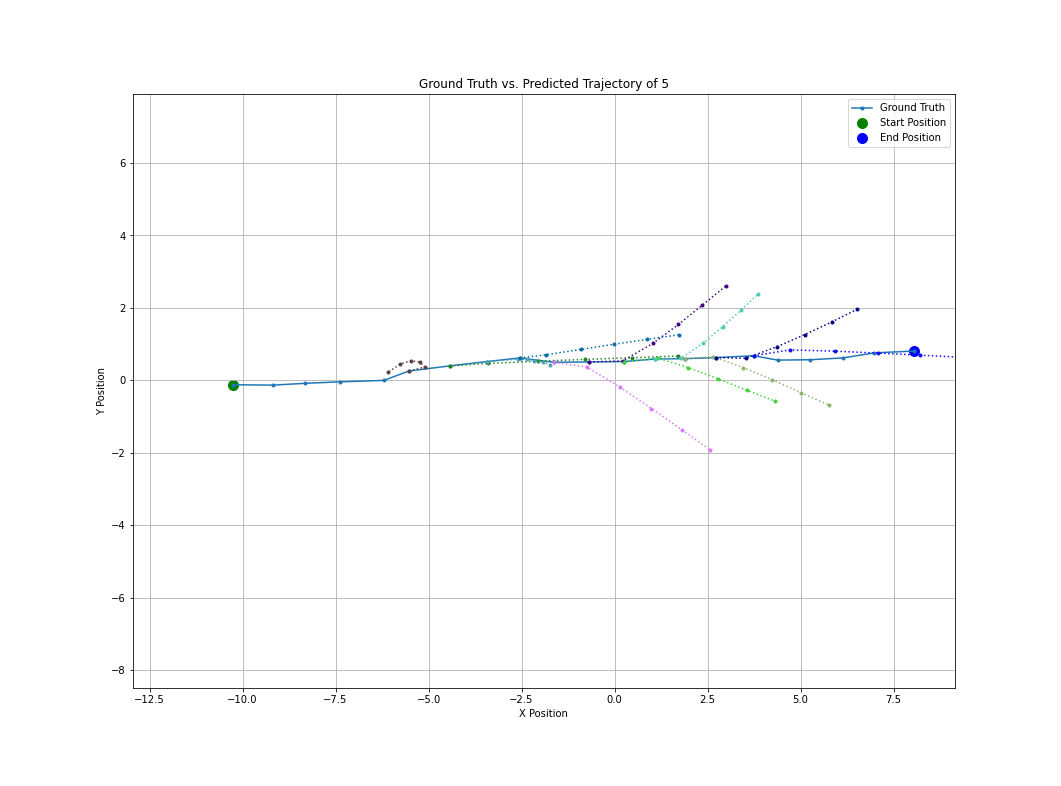 Ground Truth vs. Predicted Trajectory of 5
Ground Truth
Start Position
End Position
6
4
2
0
−2
−4
−6
−8
Y Position
−12.5 −10.0 −7.5 −5.0 −2.5 0.0 2.5 5.0 7.5
X Position